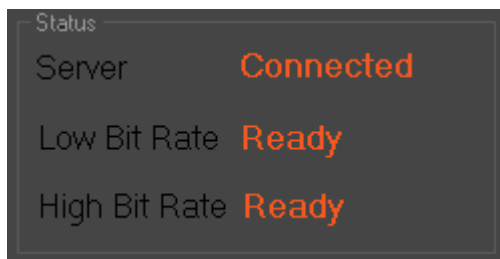 Status
Server Connected
Low Bit Rate Ready
High Bit Rate Ready